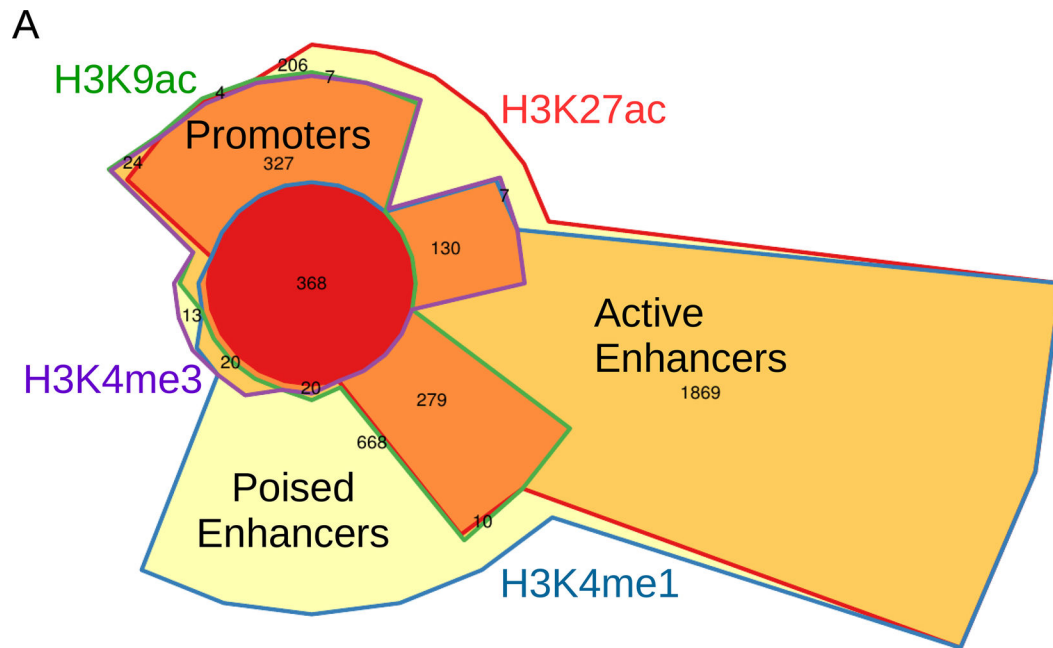 A
206
H3K9ac
7
4
H3K27ac
Promoters
24
327
7
130
368
Active
Enhancers
13
20
H3K4me3
20
279
1869
668
Poised
Enhancers
10
H3K4me1